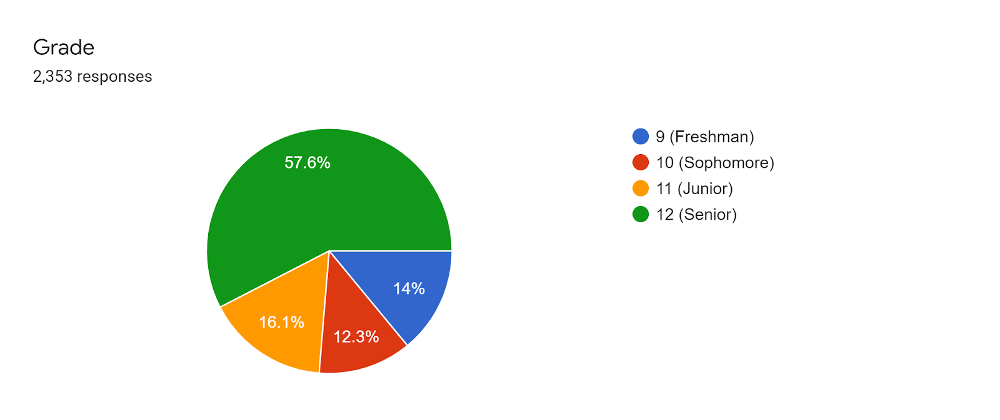 Grade
2,353 responses
57.6%
14%
16.1%
12.3%
9 (Freshman)
10 (Sophomore)
11 (Junior)
12 (Senior)